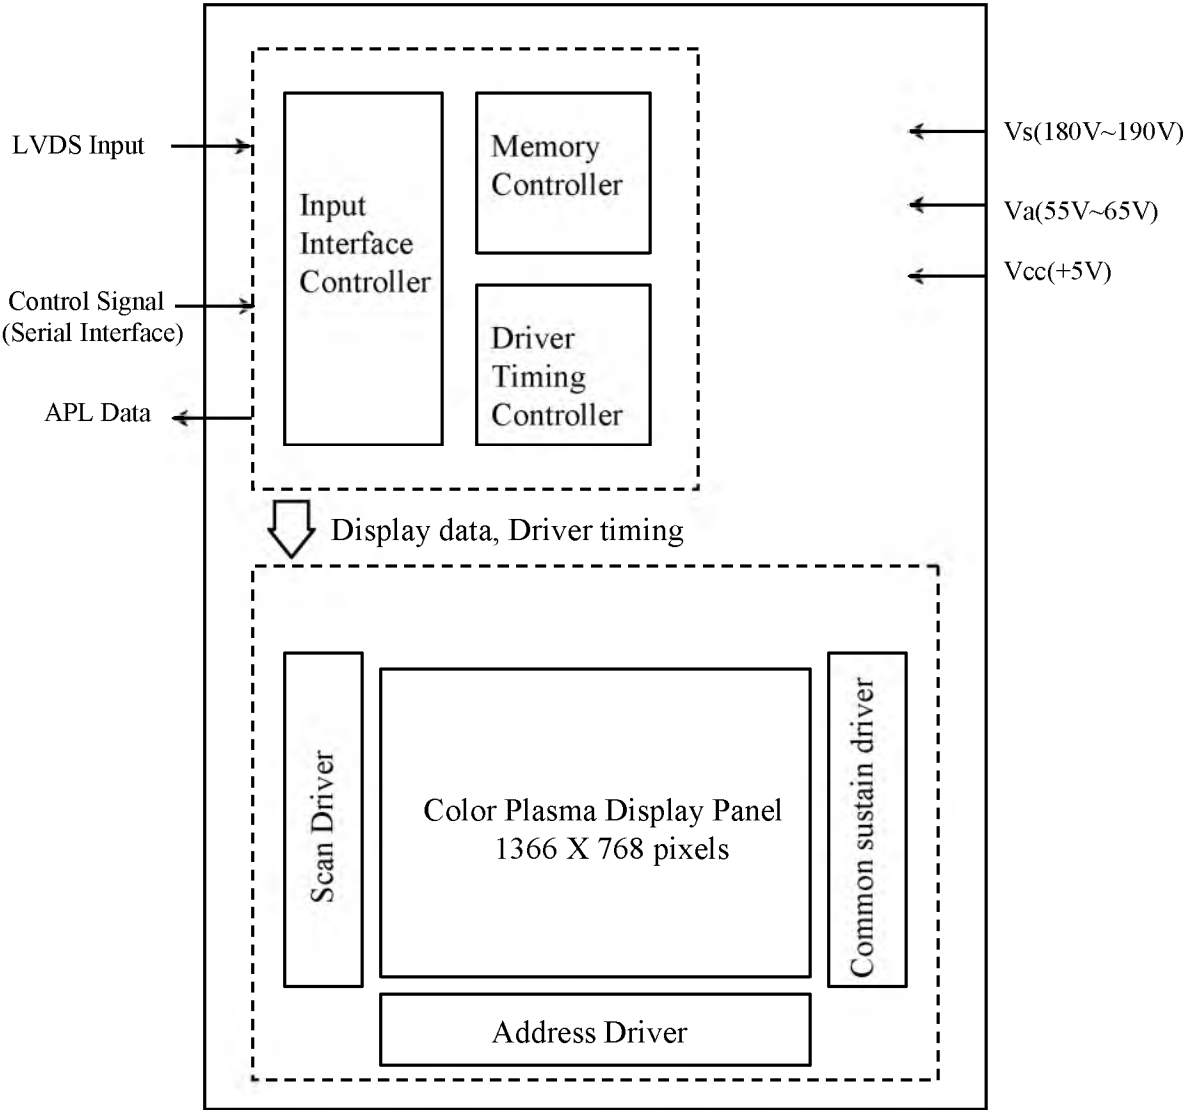 LVDS Input
Control Signal
(Serial Interface)
APL Data
Input
Interface
Controller
Memory
Controller
Driver
Timing
Controller
Vs(180V~190V)
Va(55V~65V)
Vcc(+5V)
Display data, Driver timing
Scan Driver
Color Plasma Display Panel
1366 X 768 pixels
Common sustain driver
Address Driver